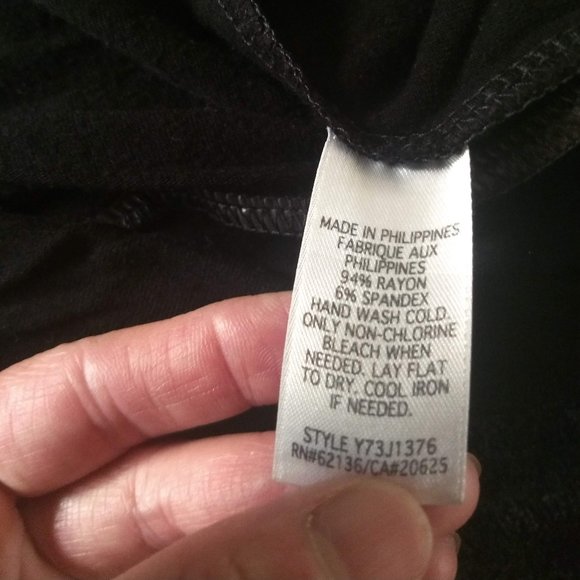 MADE IN PHILIPPINES
FABRIQUE AUX
PHILIPPINES
94% RAYON
6% SPANDEX
HAND WASH COLD.
ONLY NON-CHLORINE
BLEACH WHEN
NEEDED. LAY FLAT
TO DRY. COOL IRON
IF NEEDED.
STYLE Y73J1376
RN#62136/CA#20625